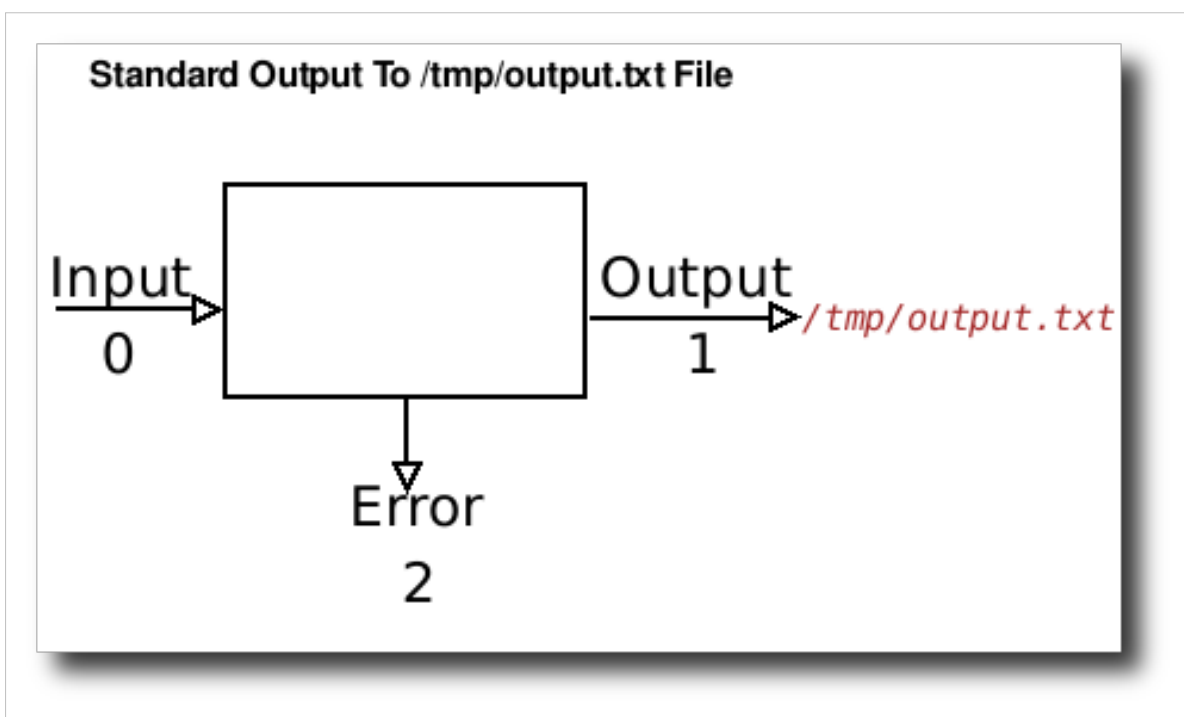 Standard Output To /tmp/output.txt File
Input
0
Output
1
/tmp/output.txt
Error
2